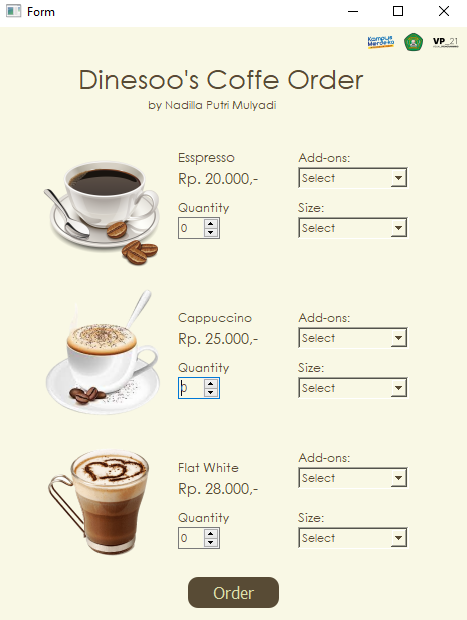 Form
Kampus
Merdeka
VP_21
Dinesoo's Coffe Order
by Nadilla Putri Mulyadi
Esspresso
Rp. 20.000,-
Quantity
0
Add-ons:
Select
Size:
Select
Cappuccino
Rp. 25.000,-
Quantity
0
Add-ons:
Select
Size:
Select
Flat White
Rp. 28.000,-
Quantity
0
Add-ons:
Select
Size:
Select
Order